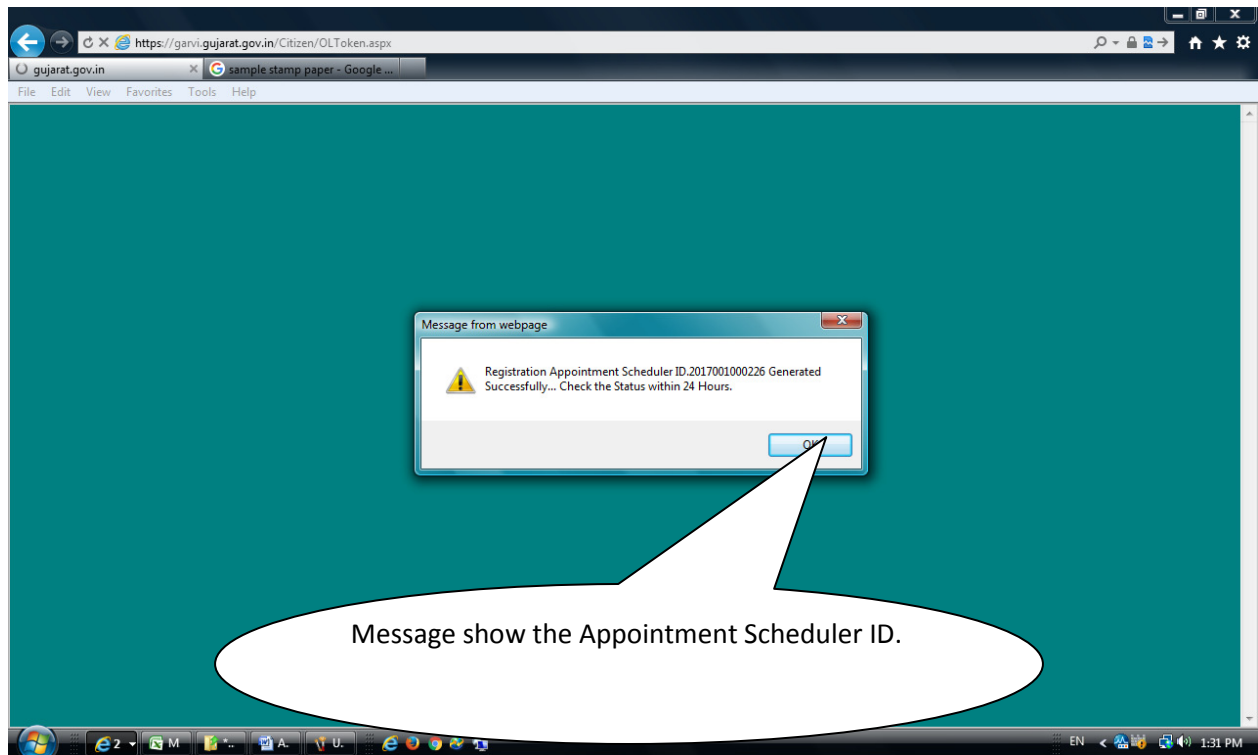 https://garvi.gujarat.gov.in/Citizen/OLToken.aspx
gujarat.gov.in
sample stamp paper - Google ...
File Edit View Favorites Tools Help
Message from webpage
Registration Appointment Scheduler ID.2017001000226 Generated
Successfully... Check the Status within 24 Hours.
Message show the Appointment Scheduler ID.
2 M *.. A. U. EN 1:31 PM